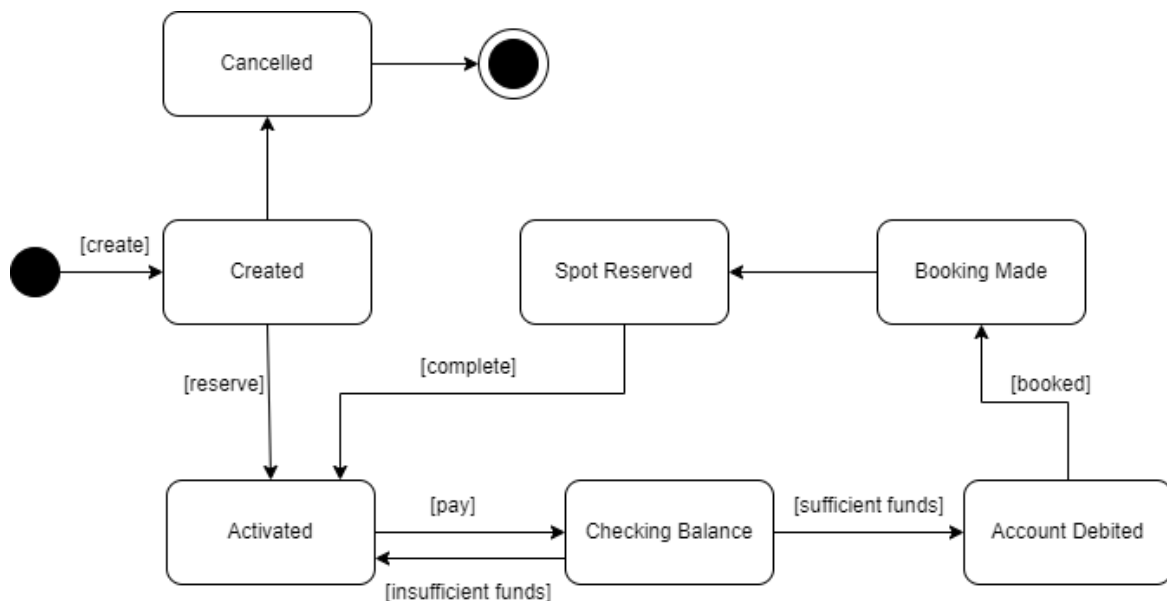 Cancelled
[create]
Created
Spot Reserved
Booking Made
[reserve]
[complete]
[booked]
Activated
[pay]
Checking Balance
[sufficient funds]
Account Debited
[insufficient funds]